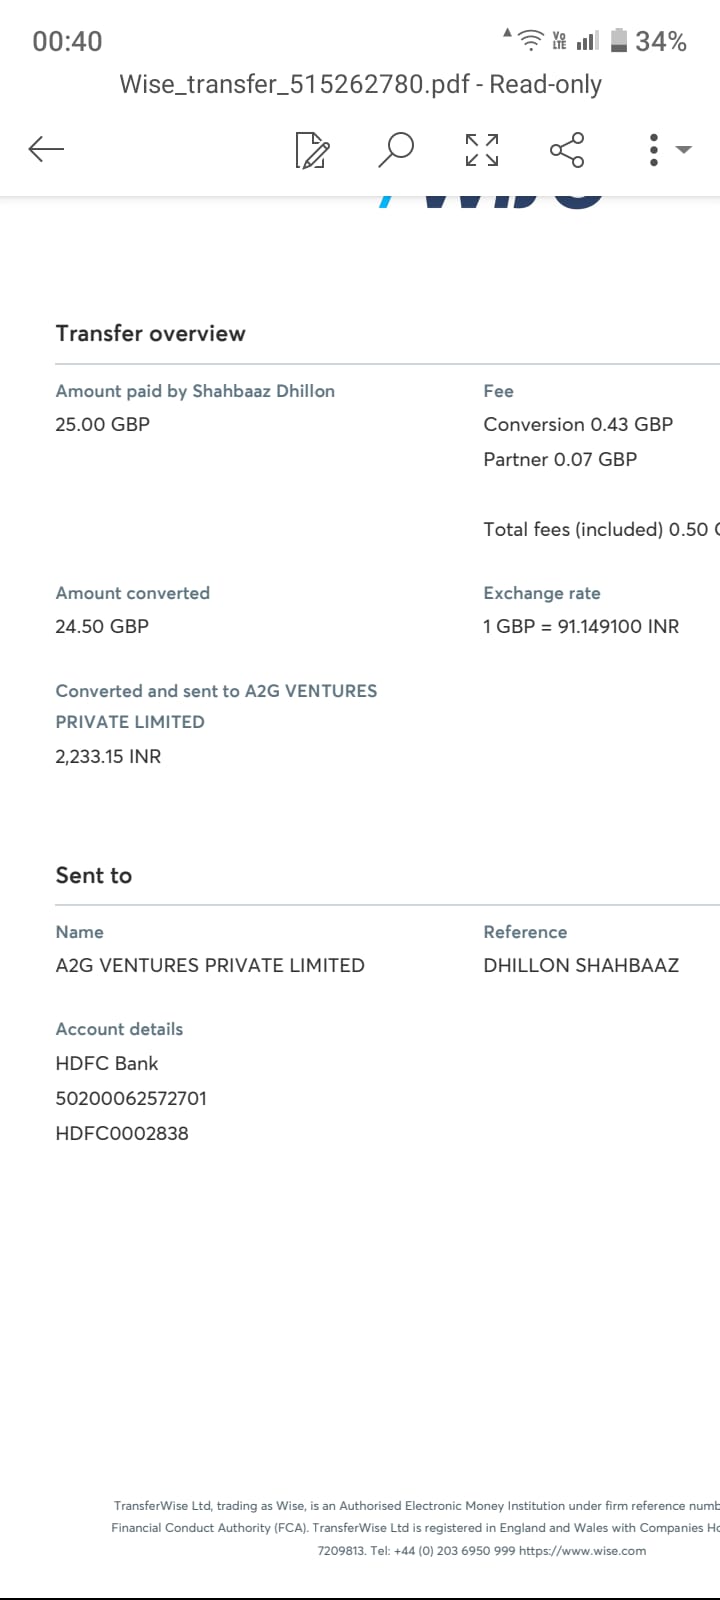 00:40
VO LTE 34%
Wise_transfer_515262780.pdf - Read-only
Transfer overview
Amount paid by Shahbaaz Dhillon
25.00 GBP
Fee
Conversion 0.43 GBP
Partner 0.07 GBP
Total fees (included) 0.50
Amount converted
24.50 GBP
Exchange rate
1 GBP = 91.149100 INR
Converted and sent to A2G VENTURES
PRIVATE LIMITED
2,233.15 INR
Sent to
Name
A2G VENTURES PRIVATE LIMITED
Reference
DHILLON SHAHBAAZ
Account details
HDFC Bank
50200062572701
HDFC0002838
TransferWise Ltd, trading as Wise, is an Authorised Electronic Money Institution under firm reference numb
Financial Conduct Authority (FCA). TransferWise Ltd is registered in England and Wales with Companies Ho
7209813. Tel: +44 (0) 203 6950 999 https://www.wise.com